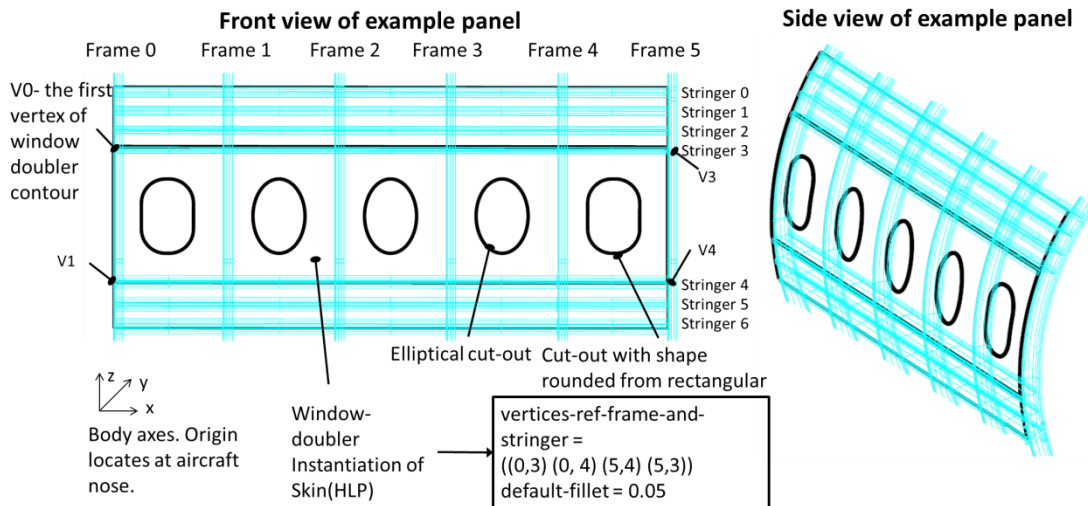 Front view of example panel
Side view of example panel
Frame 0
Frame 1
Frame 2
Frame 3
Frame 4
Frame 5
V0- the first
vertex of
window
doubler
contour
Stringer 0
Stringer 1
Stringer 2
Stringer 3
V3
V1
V4
Stringer 4
Stringer 5
Stringer 6
Elliptical cut-out
Cut-out with shape
rounded from rectangular
z
y
x
Body axes. Origin
locates at aircraft
nose.
Window-
doubler
Instantiation of
Skin(HLP)
vertices-ref-frame-and-
stringer =
((0,3) (0, 4) (5,4) (5,3))
default-fillet = 0.05